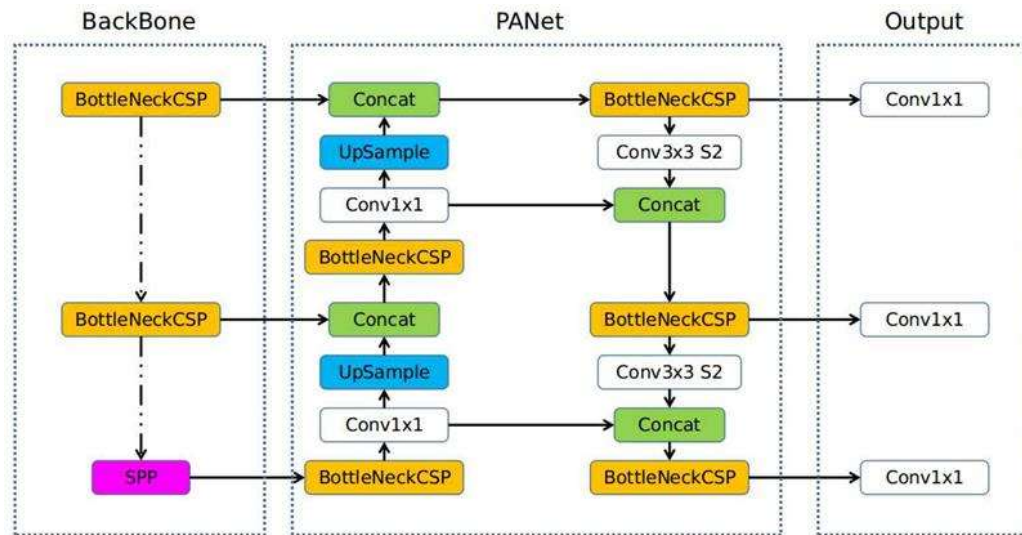 BackBone
PANet
Output
BottleNeckCSP
Concat
BottleNeckCSP
Conv1x1
UpSample
Conv3x3 S2
Conv1x1
Concat
BottleNeckCSP
BottleNeckCSP
Concat
BottleNeckCSP
Conv1x1
UpSample
Conv3x3 S2
Conv1x1
Concat
SPP
BottleNeckCSP
BottleNeckCSP
Conv1x1